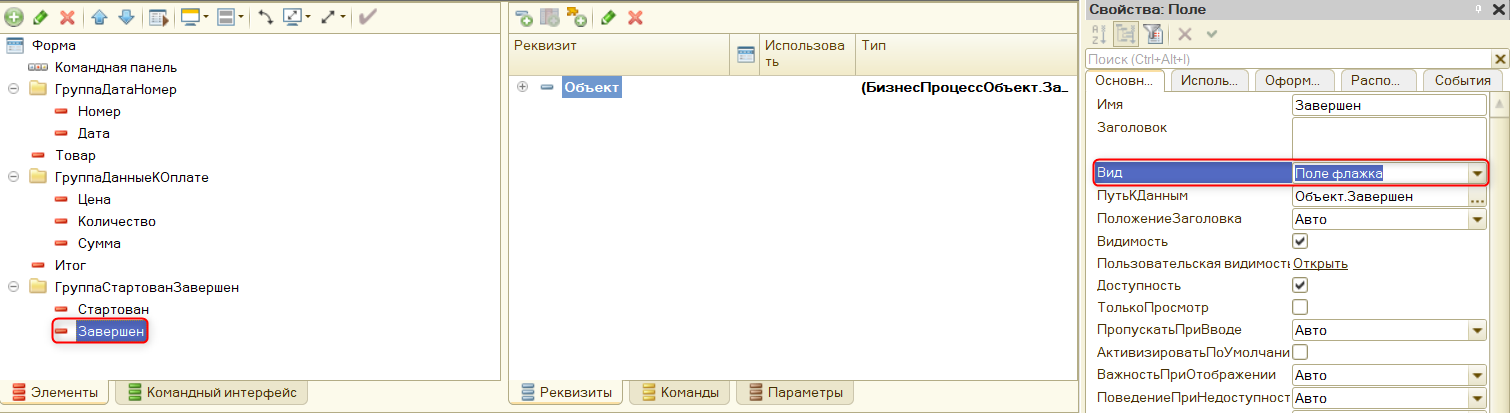 Форма
Командная панель
ГруппаДатаНомер
Номер
Дата
Товар
ГруппаДанныеКОплате
Цена
Количество
Сумма
Итог
ГруппаСтартованЗавершен
Стартован
Завершен
Элементы
Командный интерфейс
Реквизит
Использова
ть
Тип
Объект
(БизнесПроцессОбъект.За...
Реквизиты
Команды
Параметры
Свойства: Поле
Поиск (Ctrl+Alt+I)
Основн...
Исполь...
Оформ...
Распо...
События
Имя
Завершен
Заголовок
Вид
Поле флажка
ПутьКДанным
Объект.Завершен
...
ПоложениеЗаголовка
Авто
Видимость
Пользовательская видимость
Открыть
Доступность
ТолькоПросмотр
ПропускатьПриВводе
Авто
АктивизироватьПоУмолчани
ВажностьПриОтображении
Авто
ПоведениеПриНедоступност
Авто